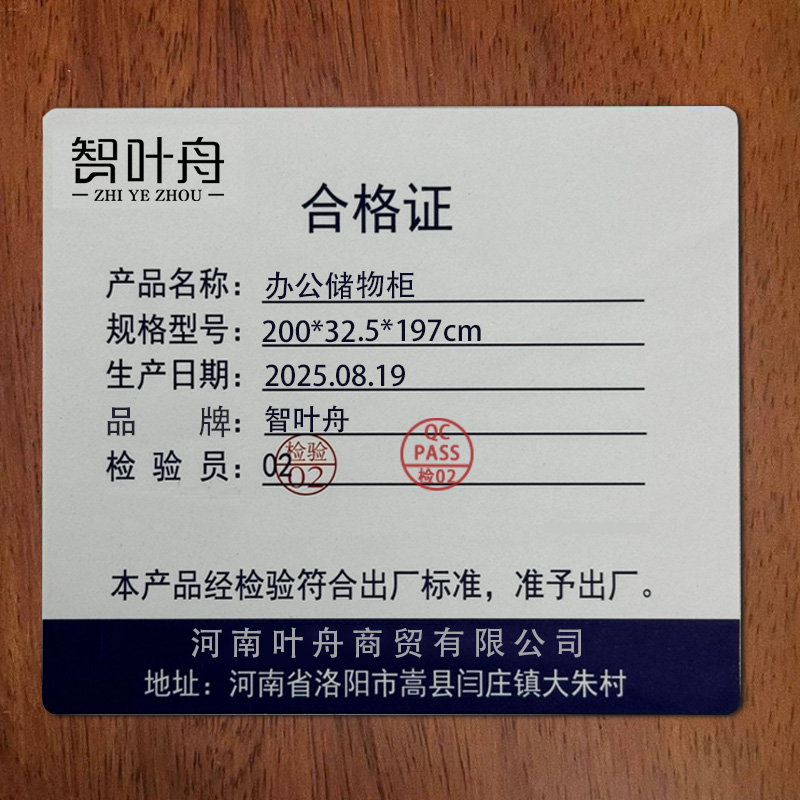 智叶舟
ZHI YE ZHOU
合格证
产品名称：办公储物柜
规格型号：200*32.5*197cm
生产日期：2025.08.19
品 牌：智叶舟
检 验 员：02
检验
02
QC
PASS
检02
本产品经检验符合出厂标准，准予出厂。
河南叶舟商贸有限公司
地址：河南省洛阳市嵩县闫庄镇大朱村